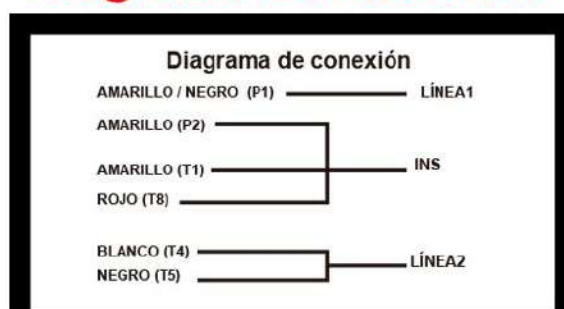 Diagrama de conexión
AMARILLO / NEGRO (P1) LÍNEA1
AMARILLO (P2)
AMARILLO (T1) INS
ROJO (T8)
BLANCO (T4)
LÍNEA2
NEGRO (T5)